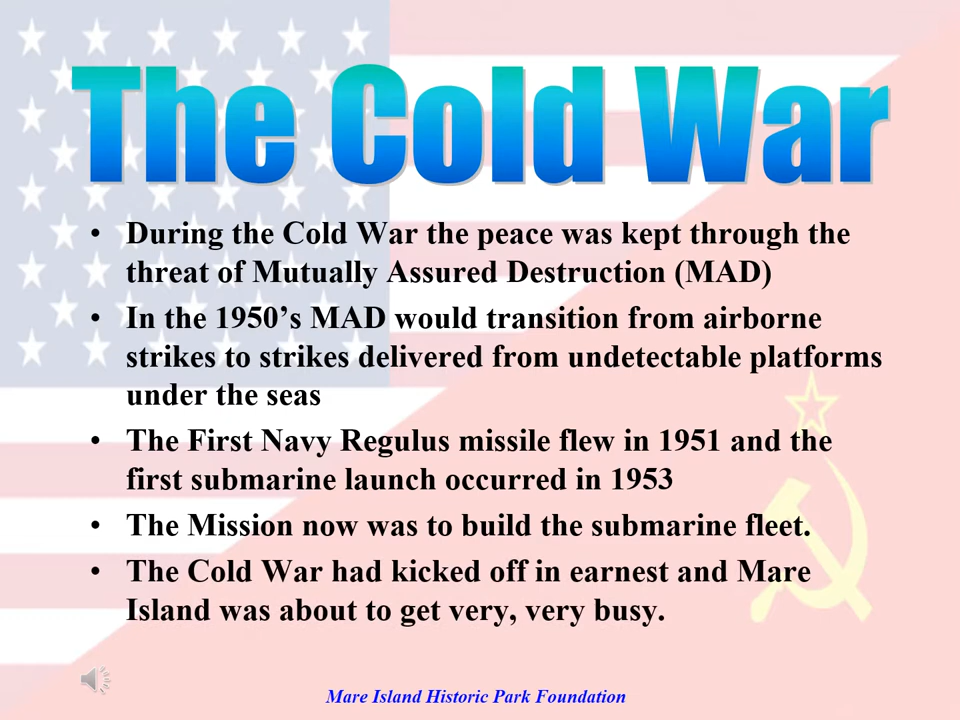 The Cold War
• During the Cold War the peace was kept through the
threat of Mutually Assured Destruction (MAD)
• In the 1950’s MAD would transition from airborne
strikes to strikes delivered from undetectable platforms
under the seas
• The First Navy Regulus missile flew in 1951 and the
first submarine launch occurred in 1953
• The Mission now was to build the submarine fleet.
• The Cold War had kicked off in earnest and Mare
Island was about to get very, very busy.
Mare Island Historic Park Foundation